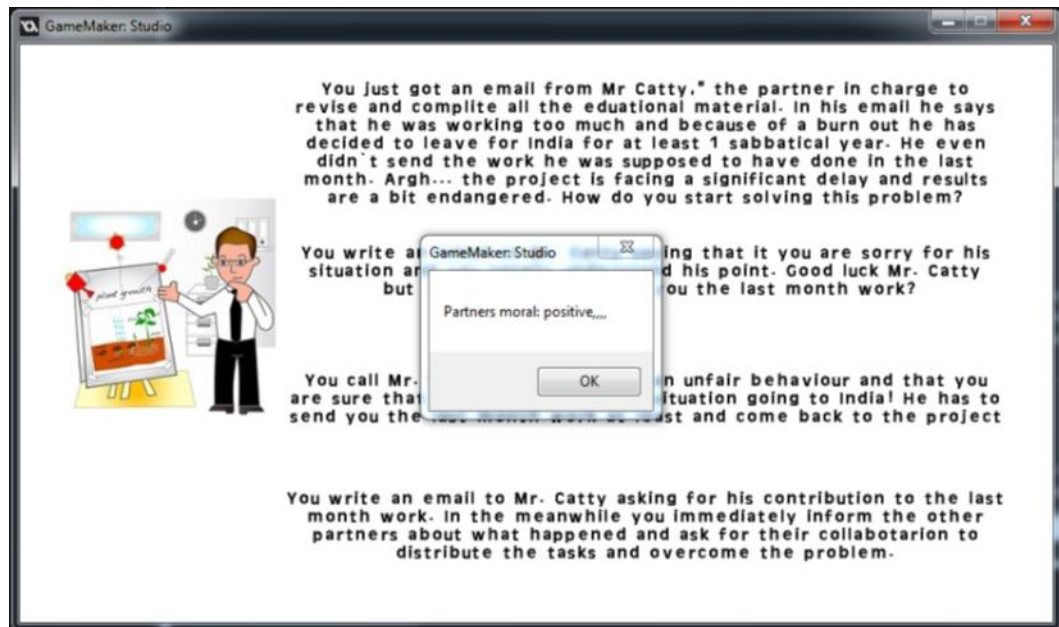 GameMaker: Studio
You just got an email from Mr Catty," the partner in charge to
revise and complite all the eduational material. In his email he says
that he was working too much and because of a burn out he has
decided to leave for India for at least 1 sabbatical year. He even
didn`t send the work he was supposed to have done in the last
month. Argh... the project is facing a significant delay and results
are a bit endangered. How do you start solving this problem?
plant growth
You write
ing that it you are sorry for his
situation
d his point. Good luck Mr. Catty
but
ou the last month work?
GameMaker: Studio
Partners moral: positive,,,,
OK
You call Mr.
n unfair behaviour and that you
are sure that
ituation going to India! He has to
send you the last month work at least and come back to the project
You write an email to Mr. Catty asking for his contribution to the last
month work. In the meanwhile you immediately inform the other
partners about what happened and ask for their collabotarion to
distribute the tasks and overcome the problem.